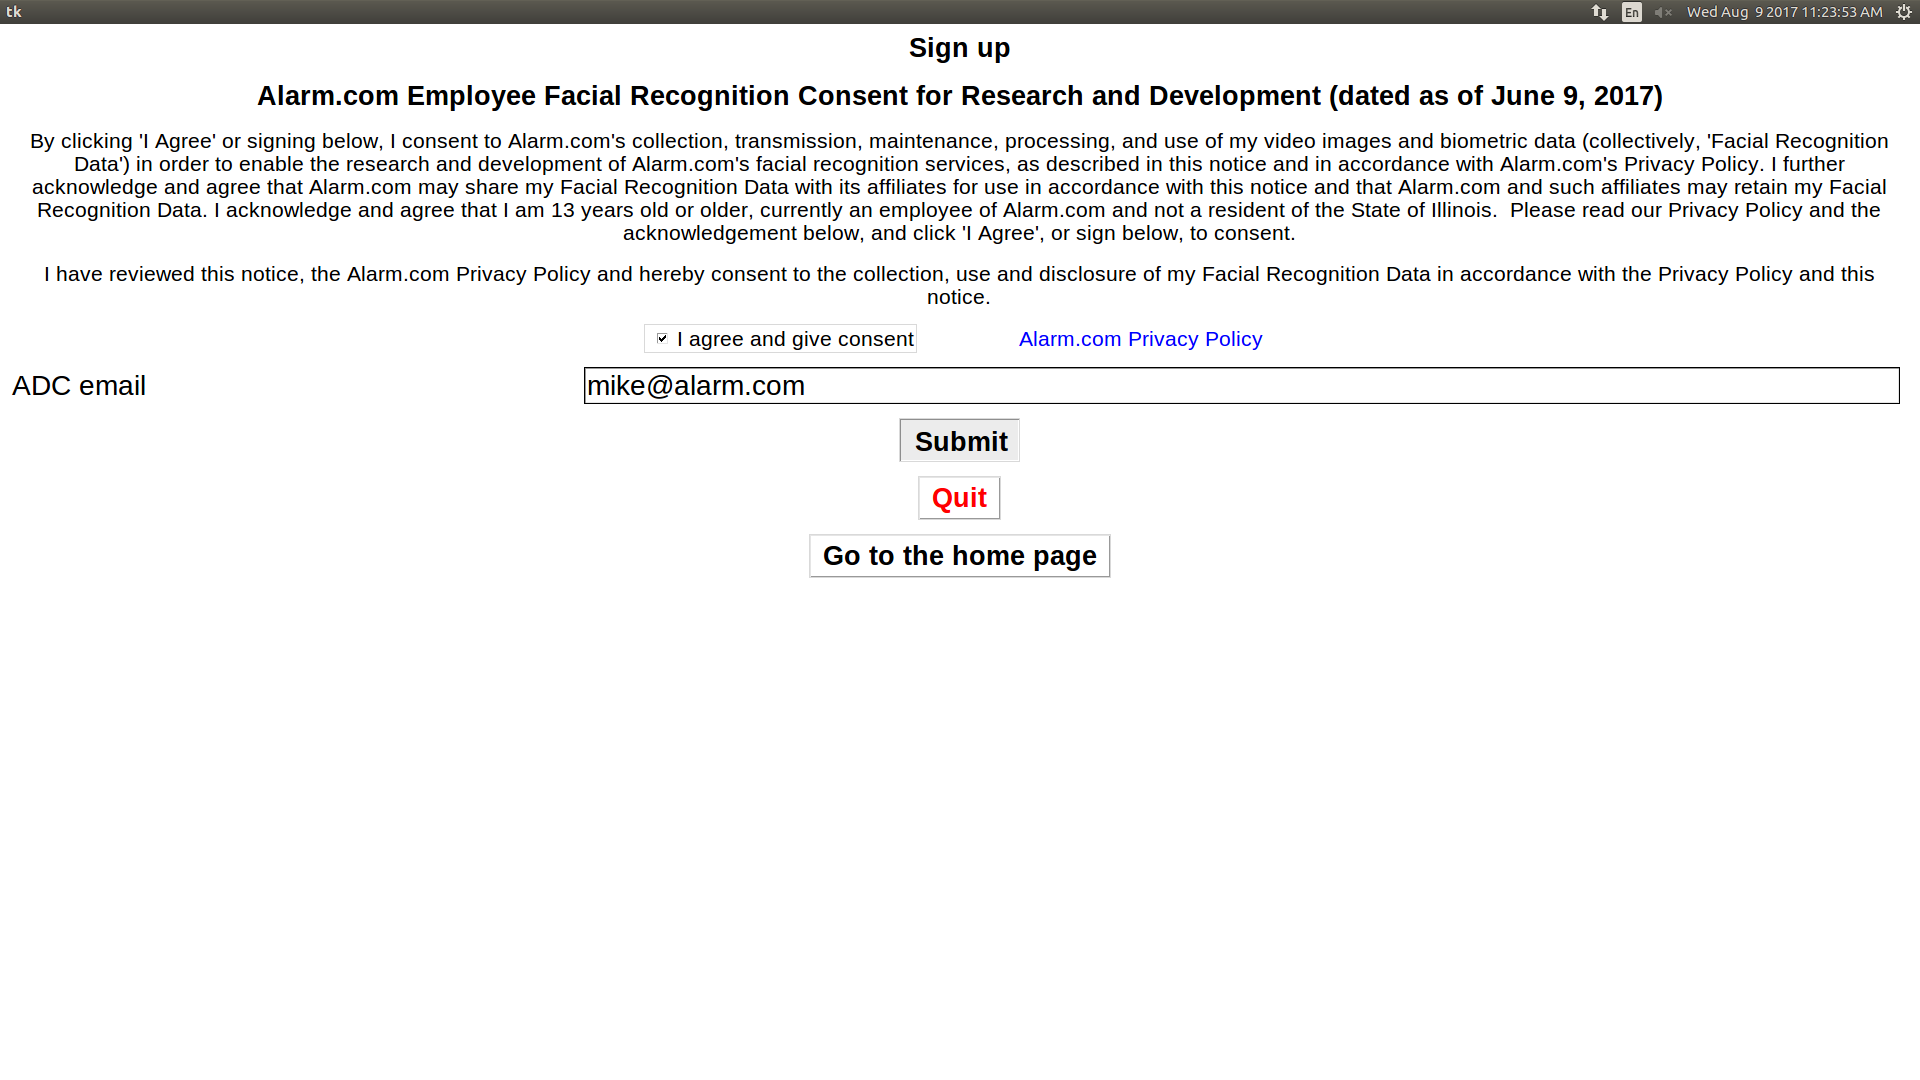 tk
En
Wed Aug 9 2017 11:23:53 AM
Sign up
Alarm.com Employee Facial Recognition Consent for Research and Development (dated as of June 9, 2017)
By clicking 'I Agree' or signing below, I consent to Alarm.com's collection, transmission, maintenance, processing, and use of my video images and biometric data (collectively, 'Facial Recognition
Data') in order to enable the research and development of Alarm.com's facial recognition services, as described in this notice and in accordance with Alarm.com's Privacy Policy. I further
acknowledge and agree that Alarm.com may share my Facial Recognition Data with its affiliates for use in accordance with this notice and that Alarm.com and such affiliates may retain my Facial
Recognition Data. I acknowledge and agree that I am 13 years old or older, currently an employee of Alarm.com and not a resident of the State of Illinois.  Please read our Privacy Policy and the
acknowledgement below, and click 'I Agree', or sign below, to consent.
I have reviewed this notice, the Alarm.com Privacy Policy and hereby consent to the collection, use and disclosure of my Facial Recognition Data in accordance with the Privacy Policy and this
notice.
I agree and give consent
Alarm.com Privacy Policy
ADC email
mike@alarm.com
Submit
Quit
Go to the home page